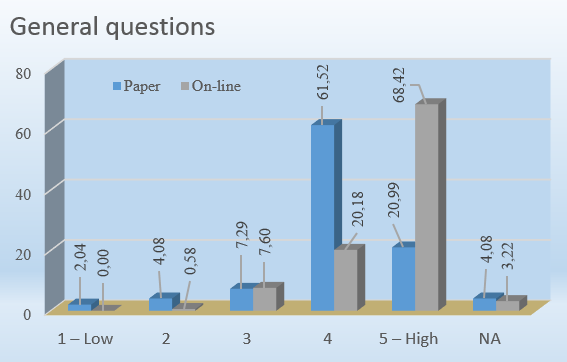 General questions
Paper On-line
80
60
40
20
0
2,04 0,00 4,08 0,58 7,29 7,60 61,52 20,18 20,99 68,42 4,08 3,22
1 – Low 2 3 4 5 – High NA